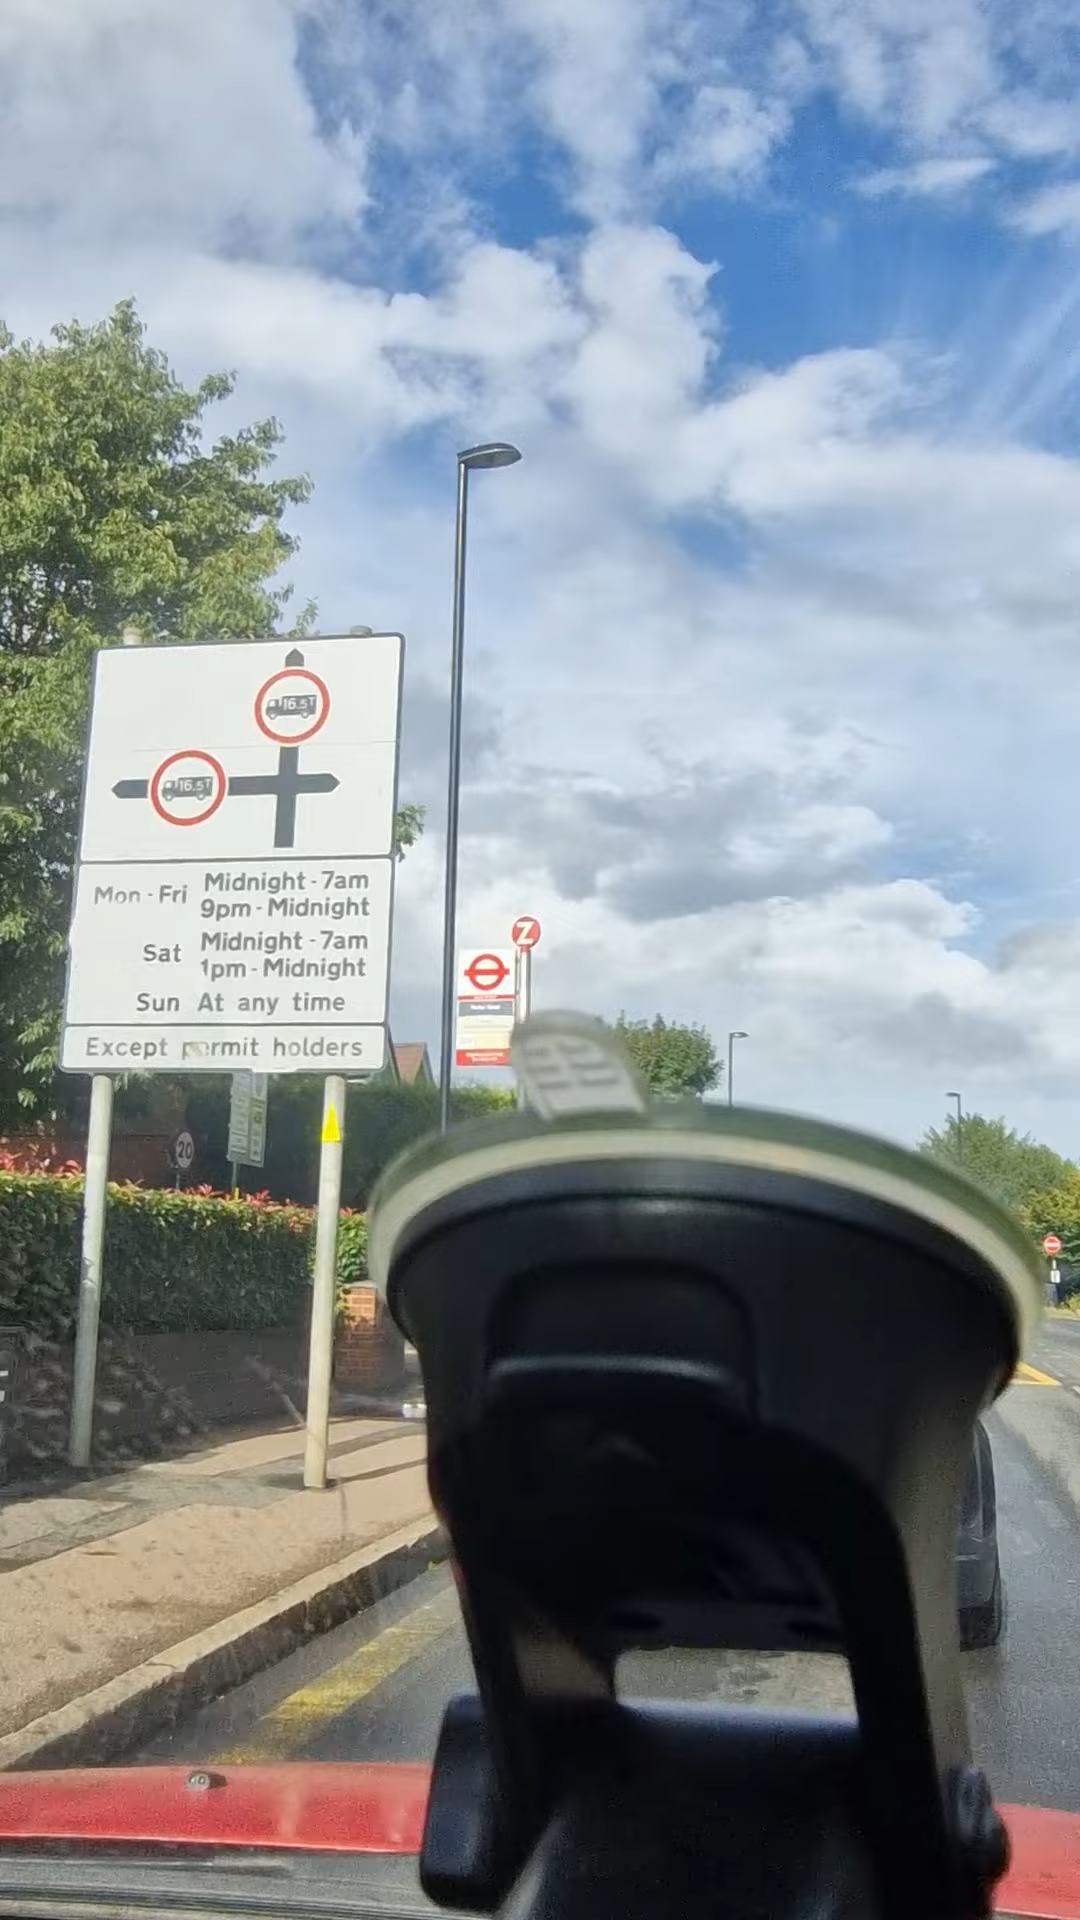 16.5T
16.5T
Mon - Fri Midnight - 7am
9pm - Midnight
Sat Midnight - 7am
1pm - Midnight
Sun At any time
Except permit holders
Z
20